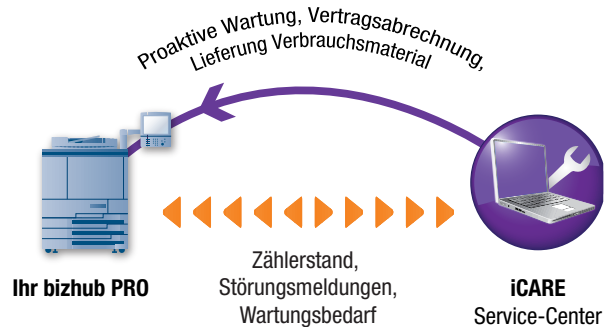 Proaktive Wartung, Vertragsabrechnung,
Lieferung Verbrauchsmaterial
Zählerstand,
Störungsmeldungen,
Wartungsbedarf
Ihr bizhub PRO
iCARE
Service-Center